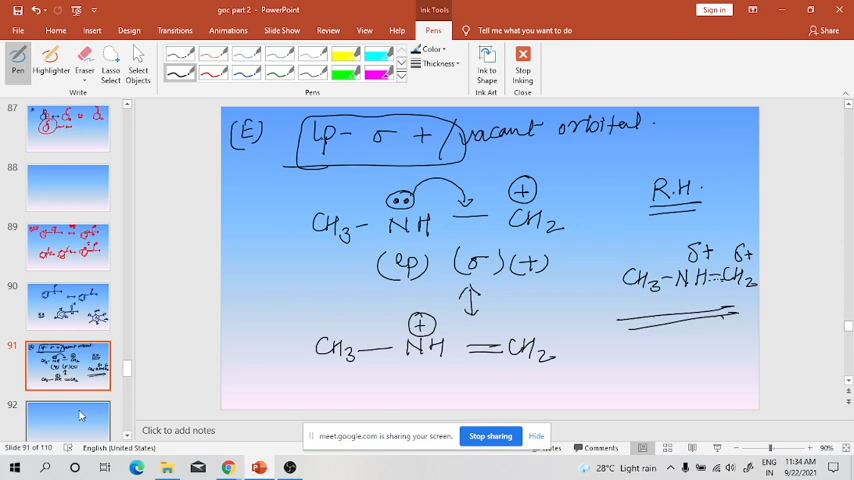 goc part 2 - PowerPoint
Ink Tools
Sign in
File Home Insert Design Transitions Animations Slide Show Review View Help Pens Tell me what you want to do
Share
Pen Highlighter Eraser Lasso Select Select Objects
Color
Thickness
Ink to Shape
Stop Inking
Write Pens Ink Art Close
87
88
89
90
91
92
(E) lp - σ + / vacant orbital.
R.H.
CH3 - NH — CH2
+
(lp) (σ) (+)
δ+ δ+
CH3 - NH = CH2
+
CH3 — NH = CH2
Click to add notes
meet.google.com is sharing your screen. Stop sharing Hide
Slide 91 of 110 English (United States) Notes Comments 90%
28°C Light rain
ENG
IN
11:34 AM
9/22/2021